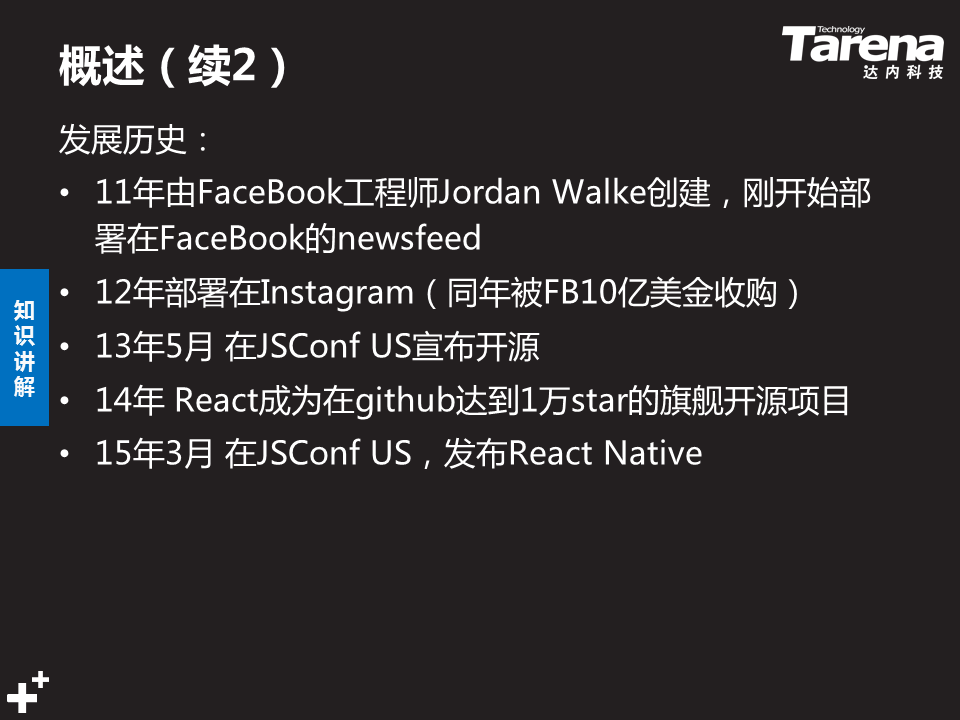 概述（续2）
Technology
Tarena
达内科技
发展历史：
• 11年由FaceBook工程师Jordan Walke创建，刚开始部
署在FaceBook的newsfeed
• 12年部署在Instagram（同年被FB10亿美金收购）
• 13年5月 在JSConf US宣布开源
• 14年 React成为在github达到1万star的旗舰开源项目
• 15年3月 在JSConf US，发布React Native
知
识
讲
解